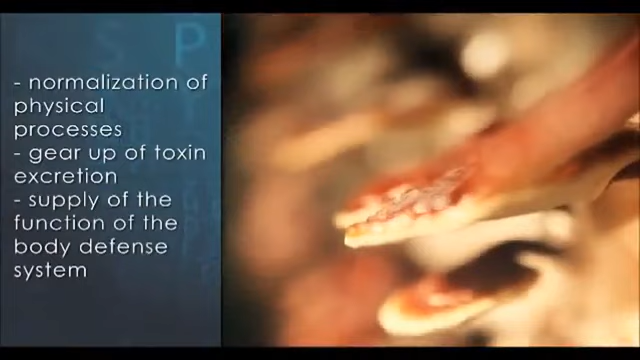 - normalization of
physical
processes
- gear up of toxin
excretion
- supply of the
function of the
body defense
system